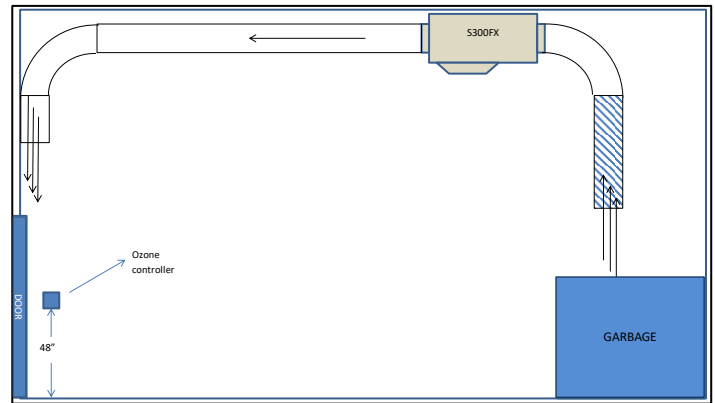 S300FX
Ozone
controller
DOOR
48”
GARBAGE